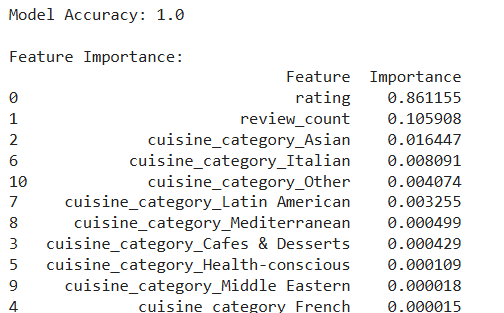 Model Accuracy: 1.0
Feature Importance:
Feature Importance
0 rating 0.861155
1 review_count 0.105908
2 cuisine_category_Asian 0.016447
6 cuisine_category_Italian 0.008091
10 cuisine_category_Other 0.004074
7 cuisine_category_Latin American 0.003255
8 cuisine_category_Mediterranean 0.000499
3 cuisine_category_Cafes & Desserts 0.000429
5 cuisine_category_Health-conscious 0.000109
9 cuisine_category_Middle Eastern 0.000018
4 cuisine_category_French 0.000015